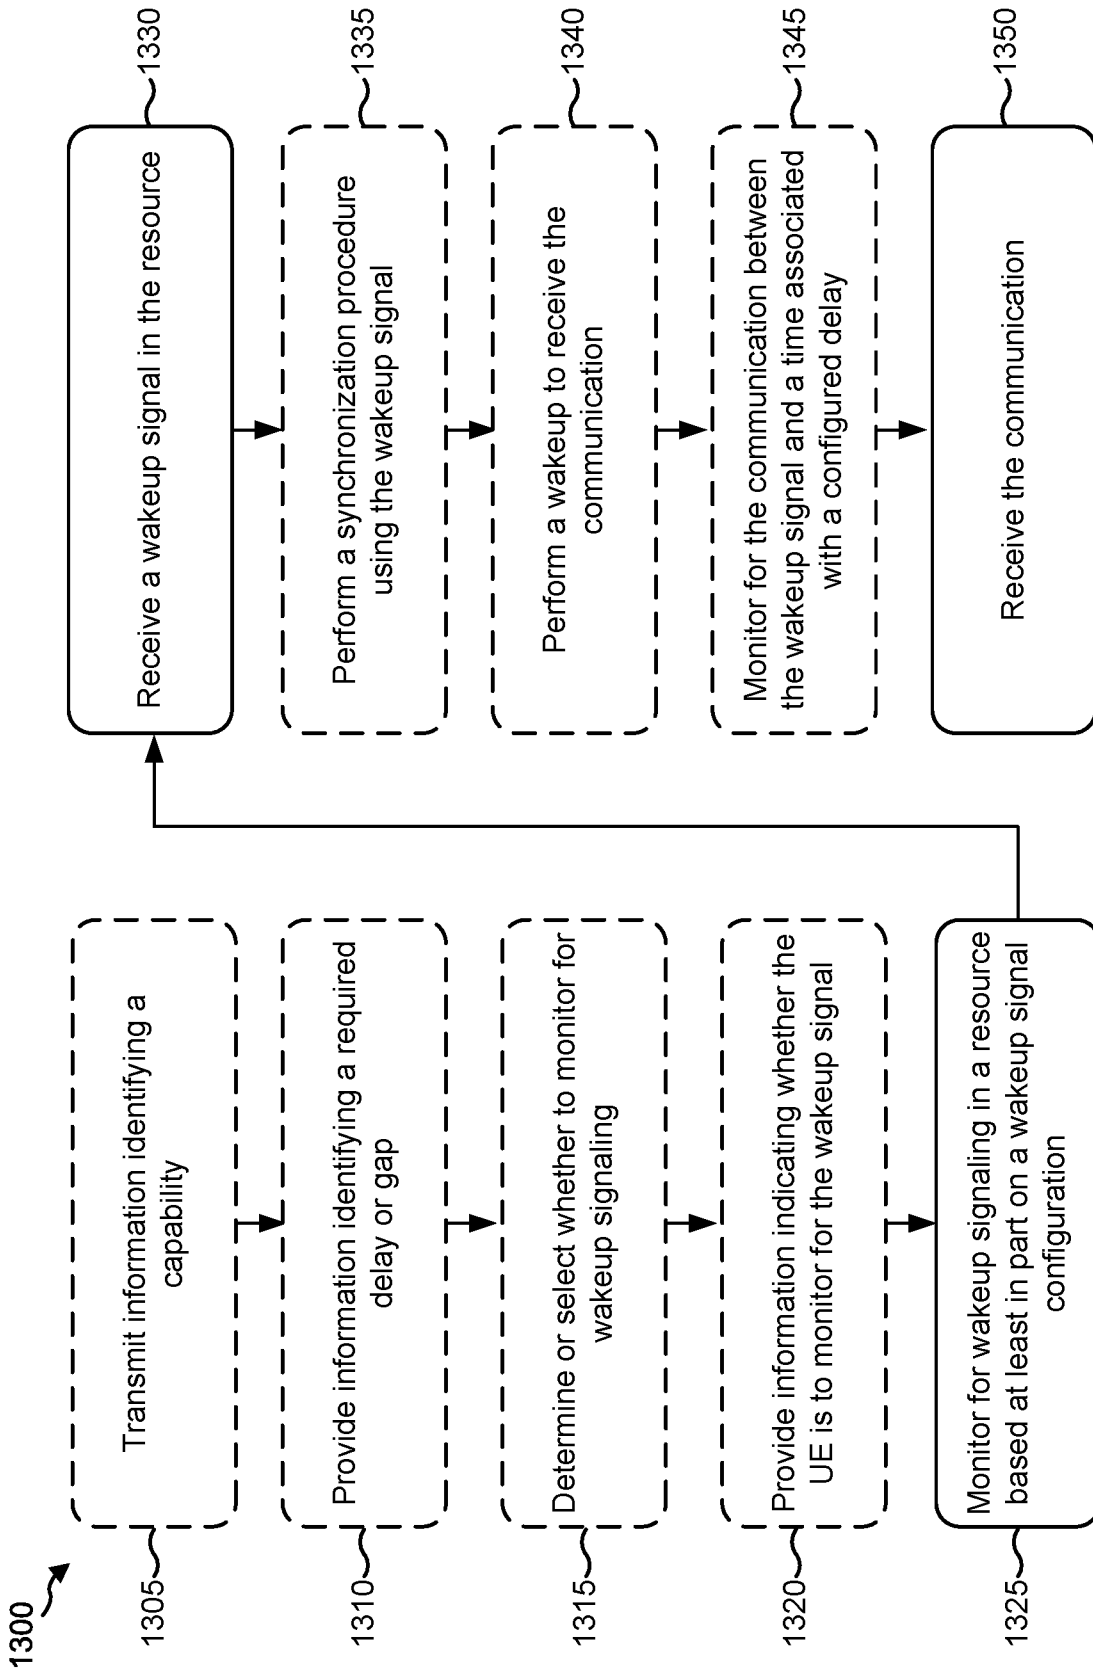 1300
1305
Transmit information identifying a
capability
1310
Provide information identifying a required
delay or gap
1315
Determine or select whether to monitor for
wakeup signaling
1320
Provide information indicating whether the
UE is to monitor for the wakeup signal
1325
Monitor for wakeup signaling in a resource
based at least in part on a wakeup signal
configuration
Receive a wakeup signal in the resource
1330
Perform a synchronization procedure
using the wakeup signal
1335
Perform a wakeup to receive the
communication
1340
Monitor for the communication between
the wakeup signal and a time associated
with a configured delay
1345
Receive the communication
1350